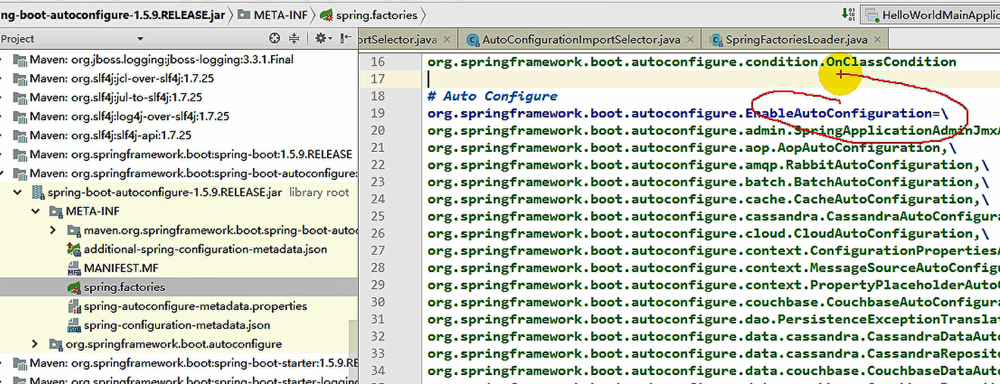 ng-boot-autoconfigure-1.5.9.RELEASE.jar META-INF spring.factories HelloWorldMainApplic
Project
ortSelector.java AutoConfigurationImportSelector.java SpringFactoriesLoader.java
Maven: org.jboss.logging:jboss-logging:3.3.1.Final
Maven: org.slf4j:jcl-over-slf4j:1.7.25
Maven: org.slf4j:jul-to-slf4j:1.7.25
Maven: org.slf4j:log4j-over-slf4j:1.7.25
Maven: org.slf4j:slf4j-api:1.7.25
Maven: org.springframework.boot:spring-boot:1.5.9.RELEASE
Maven: org.springframework.boot:spring-boot-autoconfigure:
spring-boot-autoconfigure-1.5.9.RELEASE.jar library root
META-INF
maven.org.springframework.boot.spring-boot-autoc
additional-spring-configuration-metadata.json
MANIFEST.MF
spring.factories
spring-autoconfigure-metadata.properties
spring-configuration-metadata.json
org.springframework.boot.autoconfigure
Maven: org.springframework.boot:spring-boot-starter:1.5.9.RE
Maven: org.springframework.boot:spring-boot-starter-logging
16 org.springframework.boot.autoconfigure.condition.OnClassCondition
17
18 # Auto Configure
19 org.springframework.boot.autoconfigure.EnableAutoConfiguration=\
20 org.springframework.boot.autoconfigure.admin.SpringApplicationAdminJmxA
21 org.springframework.boot.autoconfigure.aop.AopAutoConfiguration,\
22 org.springframework.boot.autoconfigure.amqp.RabbitAutoConfiguration,\
23 org.springframework.boot.autoconfigure.batch.BatchAutoConfiguration,\
24 org.springframework.boot.autoconfigure.cache.CacheAutoConfiguration,\
25 org.springframework.boot.autoconfigure.cassandra.CassandraAutoConfigura
26 org.springframework.boot.autoconfigure.cloud.CloudAutoConfiguration,\
27 org.springframework.boot.autoconfigure.context.ConfigurationPropertiesA
28 org.springframework.boot.autoconfigure.context.MessageSourceAutoConfigu
29 org.springframework.boot.autoconfigure.context.PropertyPlaceholderAutoC
30 org.springframework.boot.autoconfigure.couchbase.CouchbaseAutoConfigura
31 org.springframework.boot.autoconfigure.dao.PersistenceExceptionTranslat
32 org.springframework.boot.autoconfigure.data.cassandra.CassandraDataAuto
33 org.springframework.boot.autoconfigure.data.cassandra.CassandraReposito
34 org.springframework.boot.autoconfigure.data.couchbase.CouchbaseDataAuto